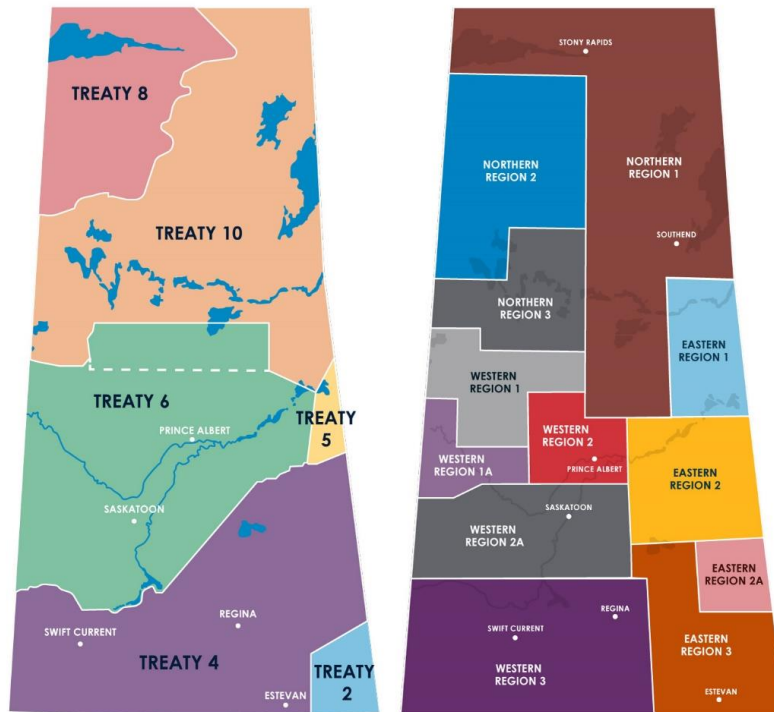 TREATY 8
TREATY 10
TREATY 6
PRINCE ALBERT
TREATY
5
SASKATOON
REGINA
SWIFT CURRENT
TREATY 4
TREATY
2
ESTEVAN
STONY RAPIDS
NORTHERN
REGION 2
NORTHERN
REGION 1
SOUTHEND
NORTHERN
REGION 3
EASTERN
REGION 1
WESTERN
REGION 1
WESTERN
REGION 2
PRINCE ALBERT
WESTERN
REGION 1A
EASTERN
REGION 2
SASKATOON
WESTERN
REGION 2A
EASTERN
REGION 2A
REGINA
SWIFT CURRENT
WESTERN
REGION 3
EASTERN
REGION 3
ESTEVAN